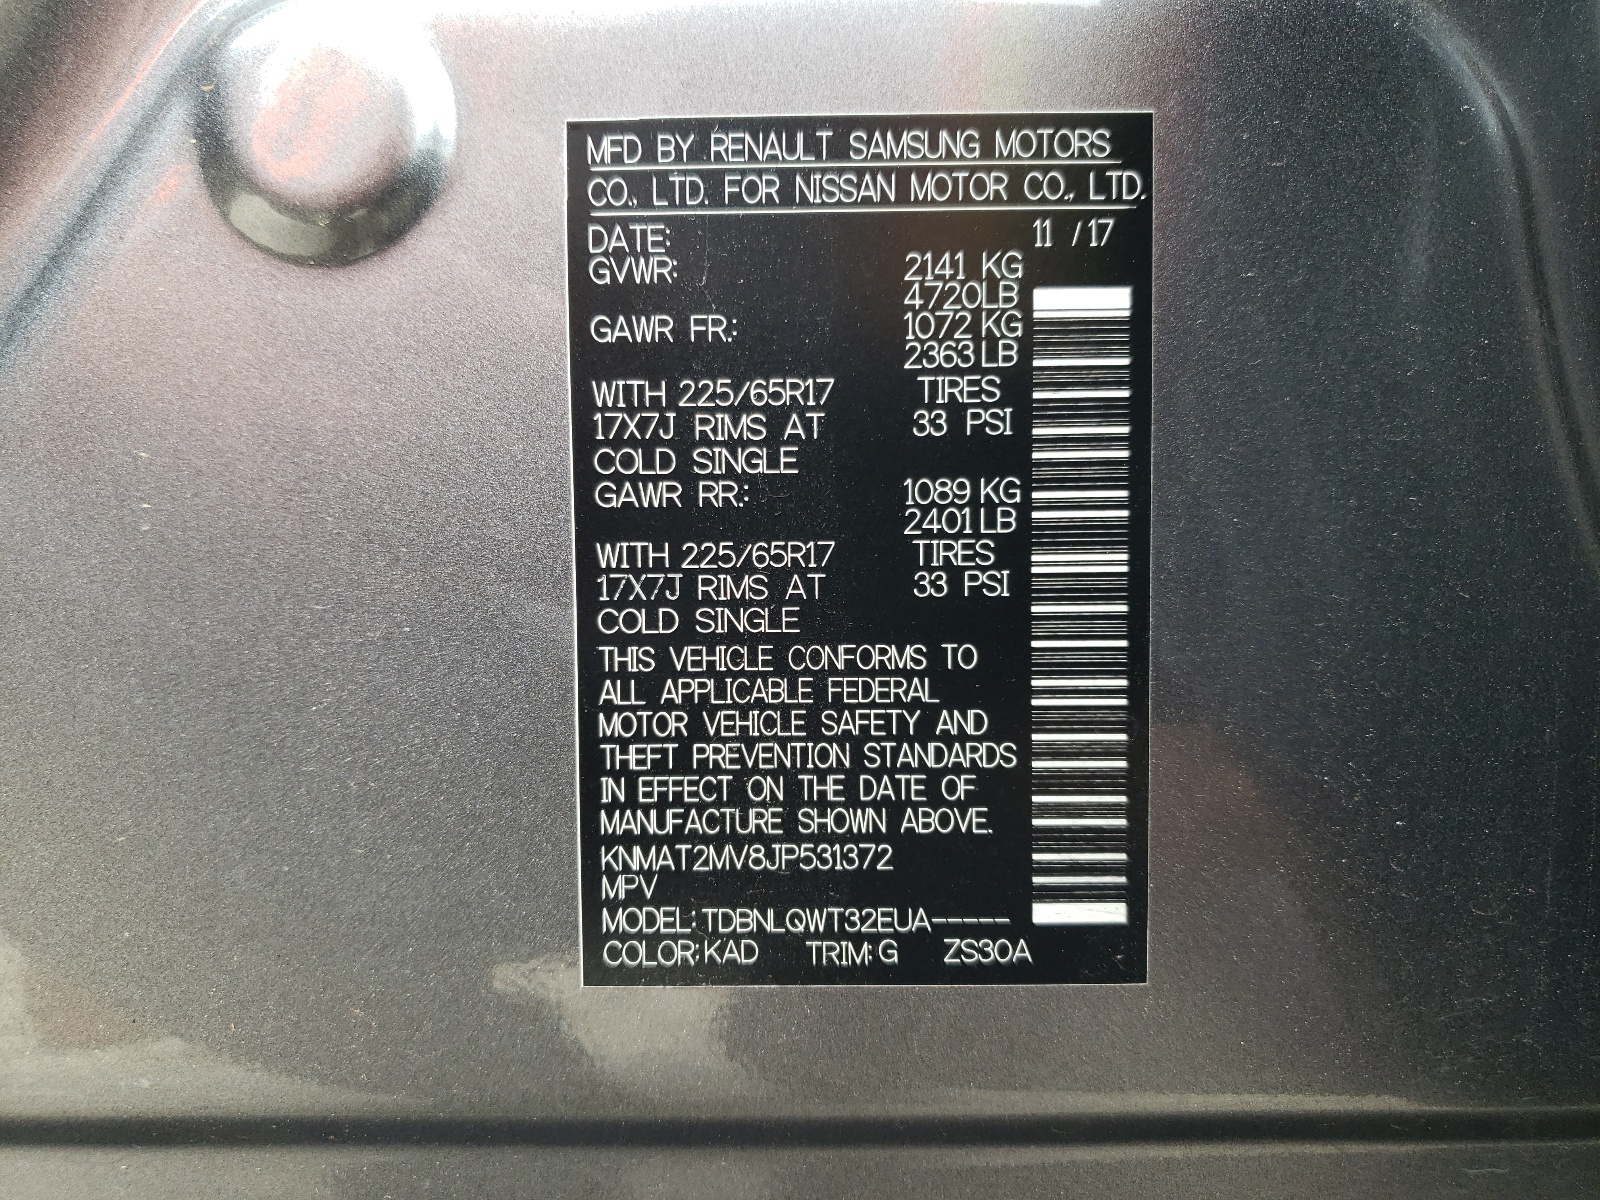 MFD BY RENAULT SAMSUNG MOTORS
CO., LTD. FOR NISSAN MOTOR CO., LTD.
DATE: 11 /17
GVWR: 2141 KG
4720LB
GAWR FR.: 1072 KG
2363 LB
WITH 225/65R17 TIRES
17X7J RIMS AT 33 PSI
COLD SINGLE
GAWR RR.: 1089 KG
2401 LB
WITH 225/65R17 TIRES
17X7J RIMS AT 33 PSI
COLD SINGLE
THIS VEHICLE CONFORMS TO
ALL APPLICABLE FEDERAL
MOTOR VEHICLE SAFETY AND
THEFT PREVENTION STANDARDS
IN EFFECT ON THE DATE OF
MANUFACTURE SHOWN ABOVE.
KNMAT2MV8JP531372
MPV
MODEL: TDBNLQWT32EUA-----
COLOR: KAD TRIM: G ZS30A